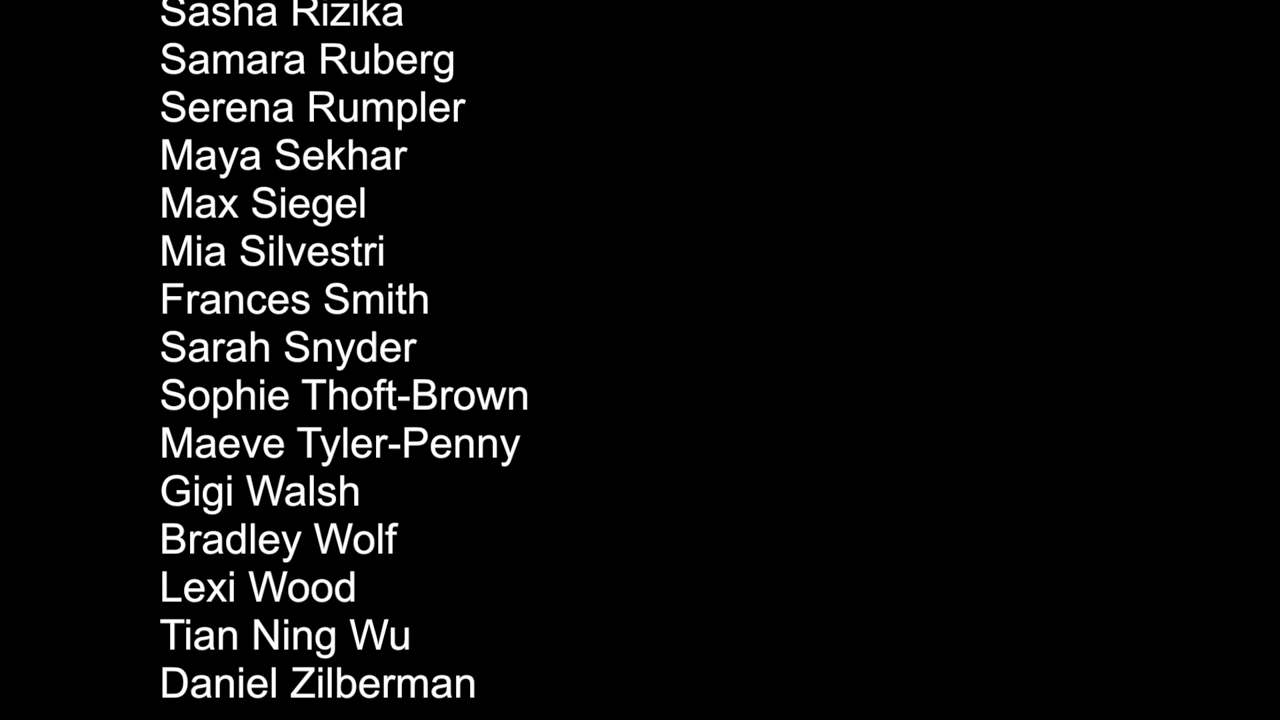 Sasha Rizika
Samara Ruberg
Serena Rumpler
Maya Sekhar
Max Siegel
Mia Silvestri
Frances Smith
Sarah Snyder
Sophie Thoft-Brown
Maeve Tyler-Penny
Gigi Walsh
Bradley Wolf
Lexi Wood
Tian Ning Wu
Daniel Zilberman